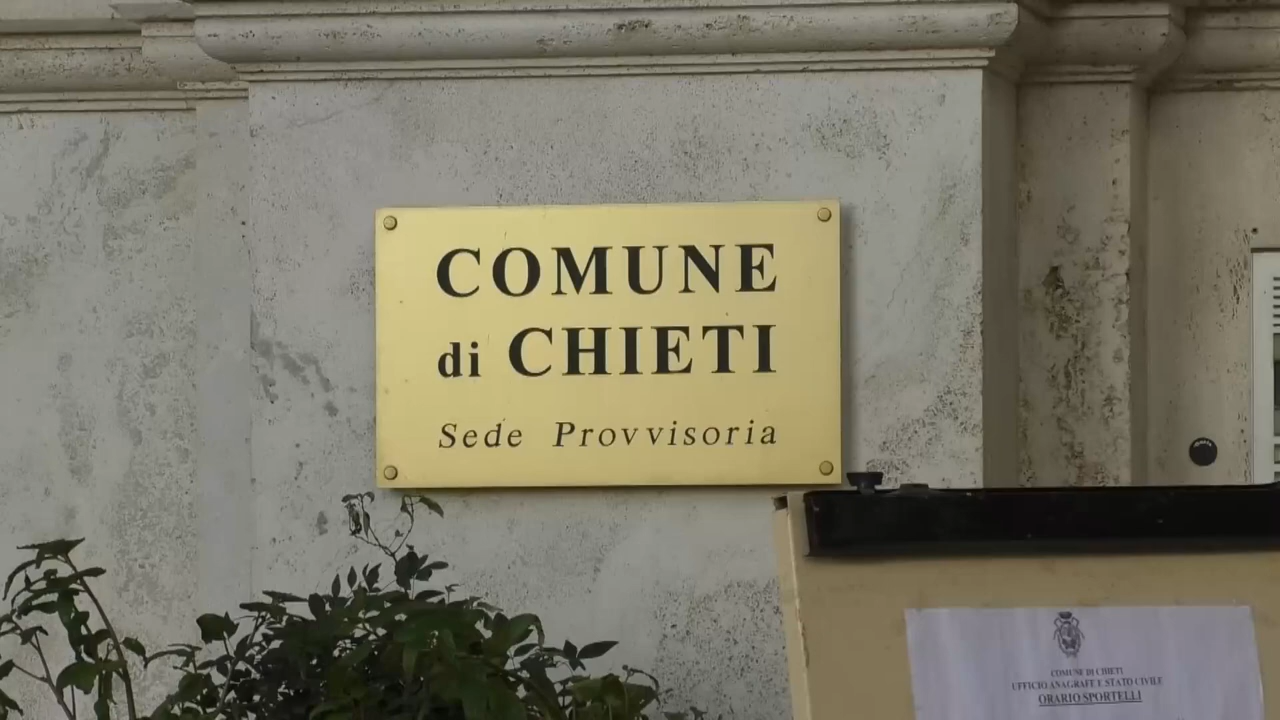 COMUNE
di CHIETI
Sede Provvisoria
COMUNE DI CHIETI
UFFICIO ANAGRAFE E STATO CIVILE
ORARIO SPORTELLI